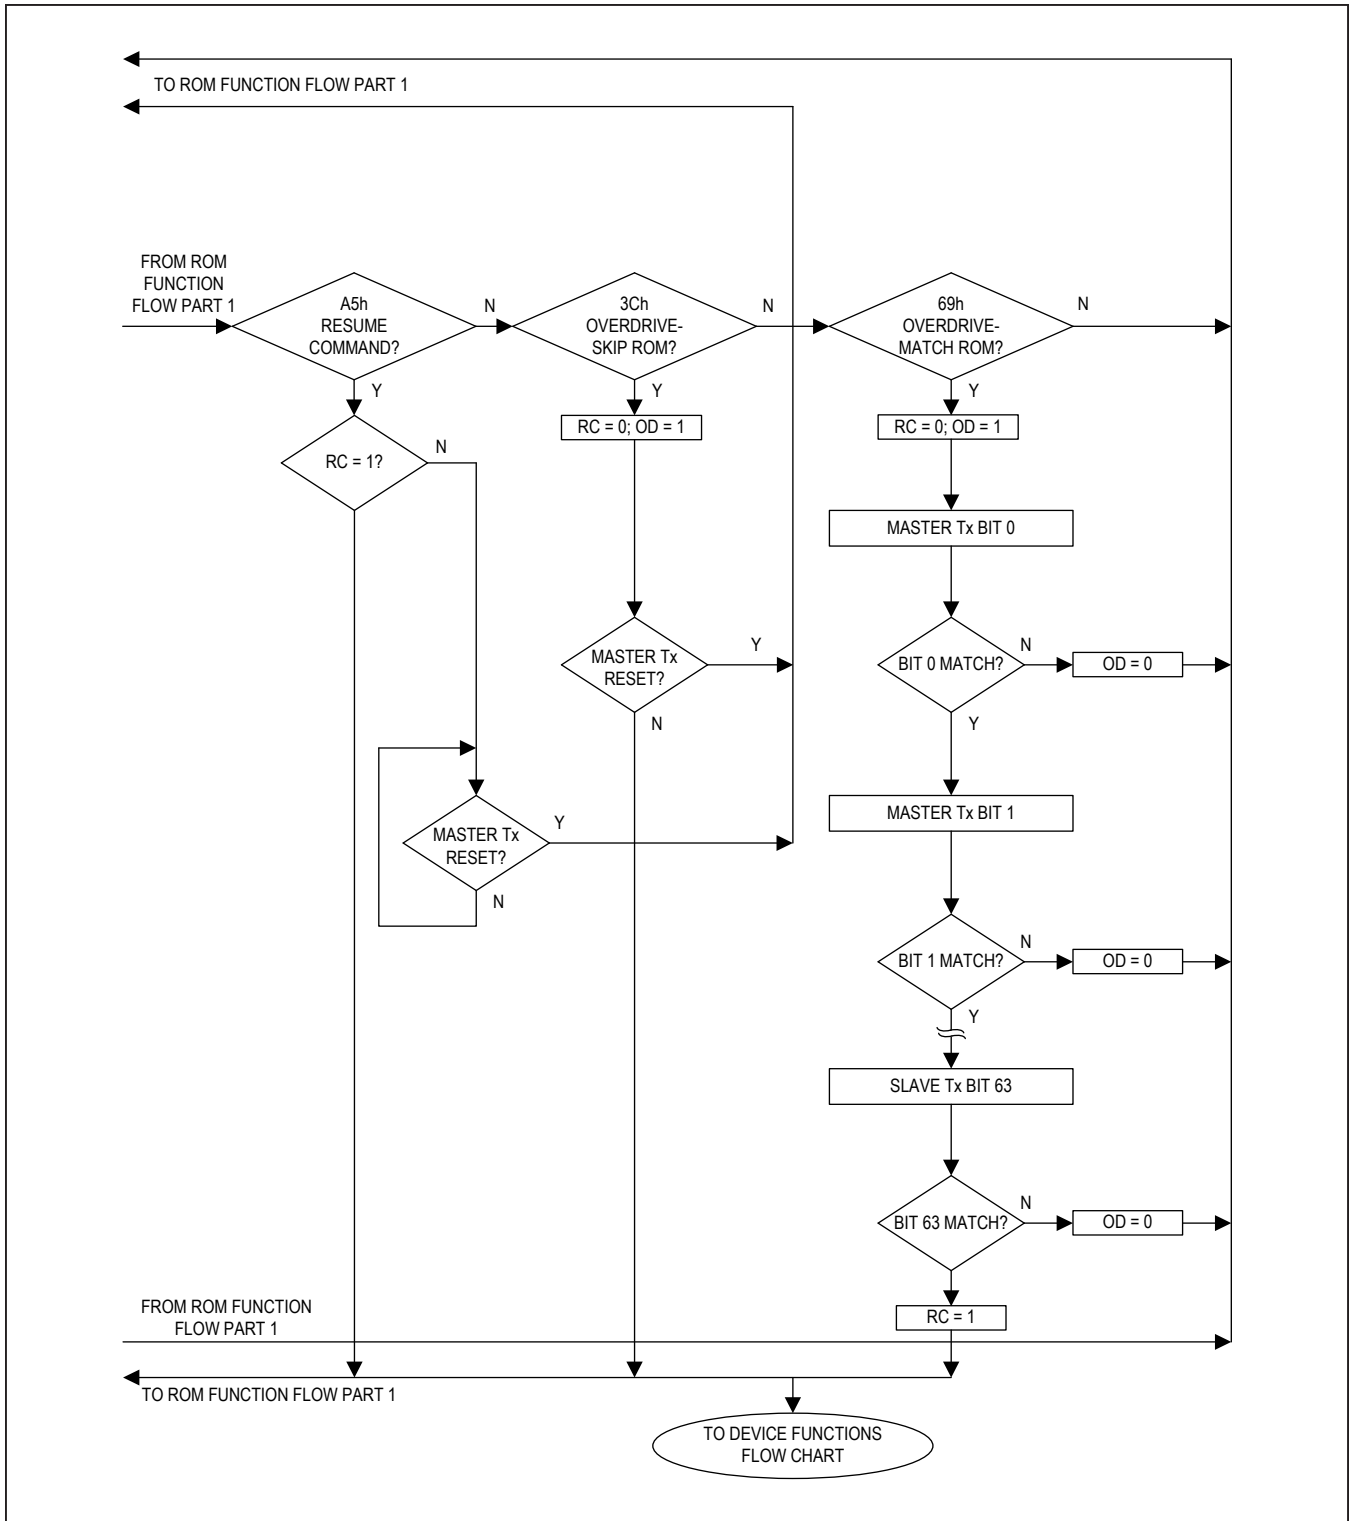 TO ROM FUNCTION FLOW PART 1
FROM ROM
FUNCTION
FLOW PART 1
A5h
RESUME
COMMAND?
N
Y
3Ch
OVERDRIVE-
SKIP ROM?
N
Y
69h
OVERDRIVE-
MATCH ROM?
N
Y
RC = 1?
N
RC = 0; OD = 1
RC = 0; OD = 1
MASTER Tx BIT 0
MASTER Tx
RESET?
Y
N
BIT 0 MATCH?
N
OD = 0
Y
MASTER Tx
RESET?
Y
N
MASTER Tx BIT 1
BIT 1 MATCH?
N
OD = 0
Y
SLAVE Tx BIT 63
BIT 63 MATCH?
N
OD = 0
RC = 1
FROM ROM FUNCTION
FLOW PART 1
TO ROM FUNCTION FLOW PART 1
TO DEVICE FUNCTIONS
FLOW CHART